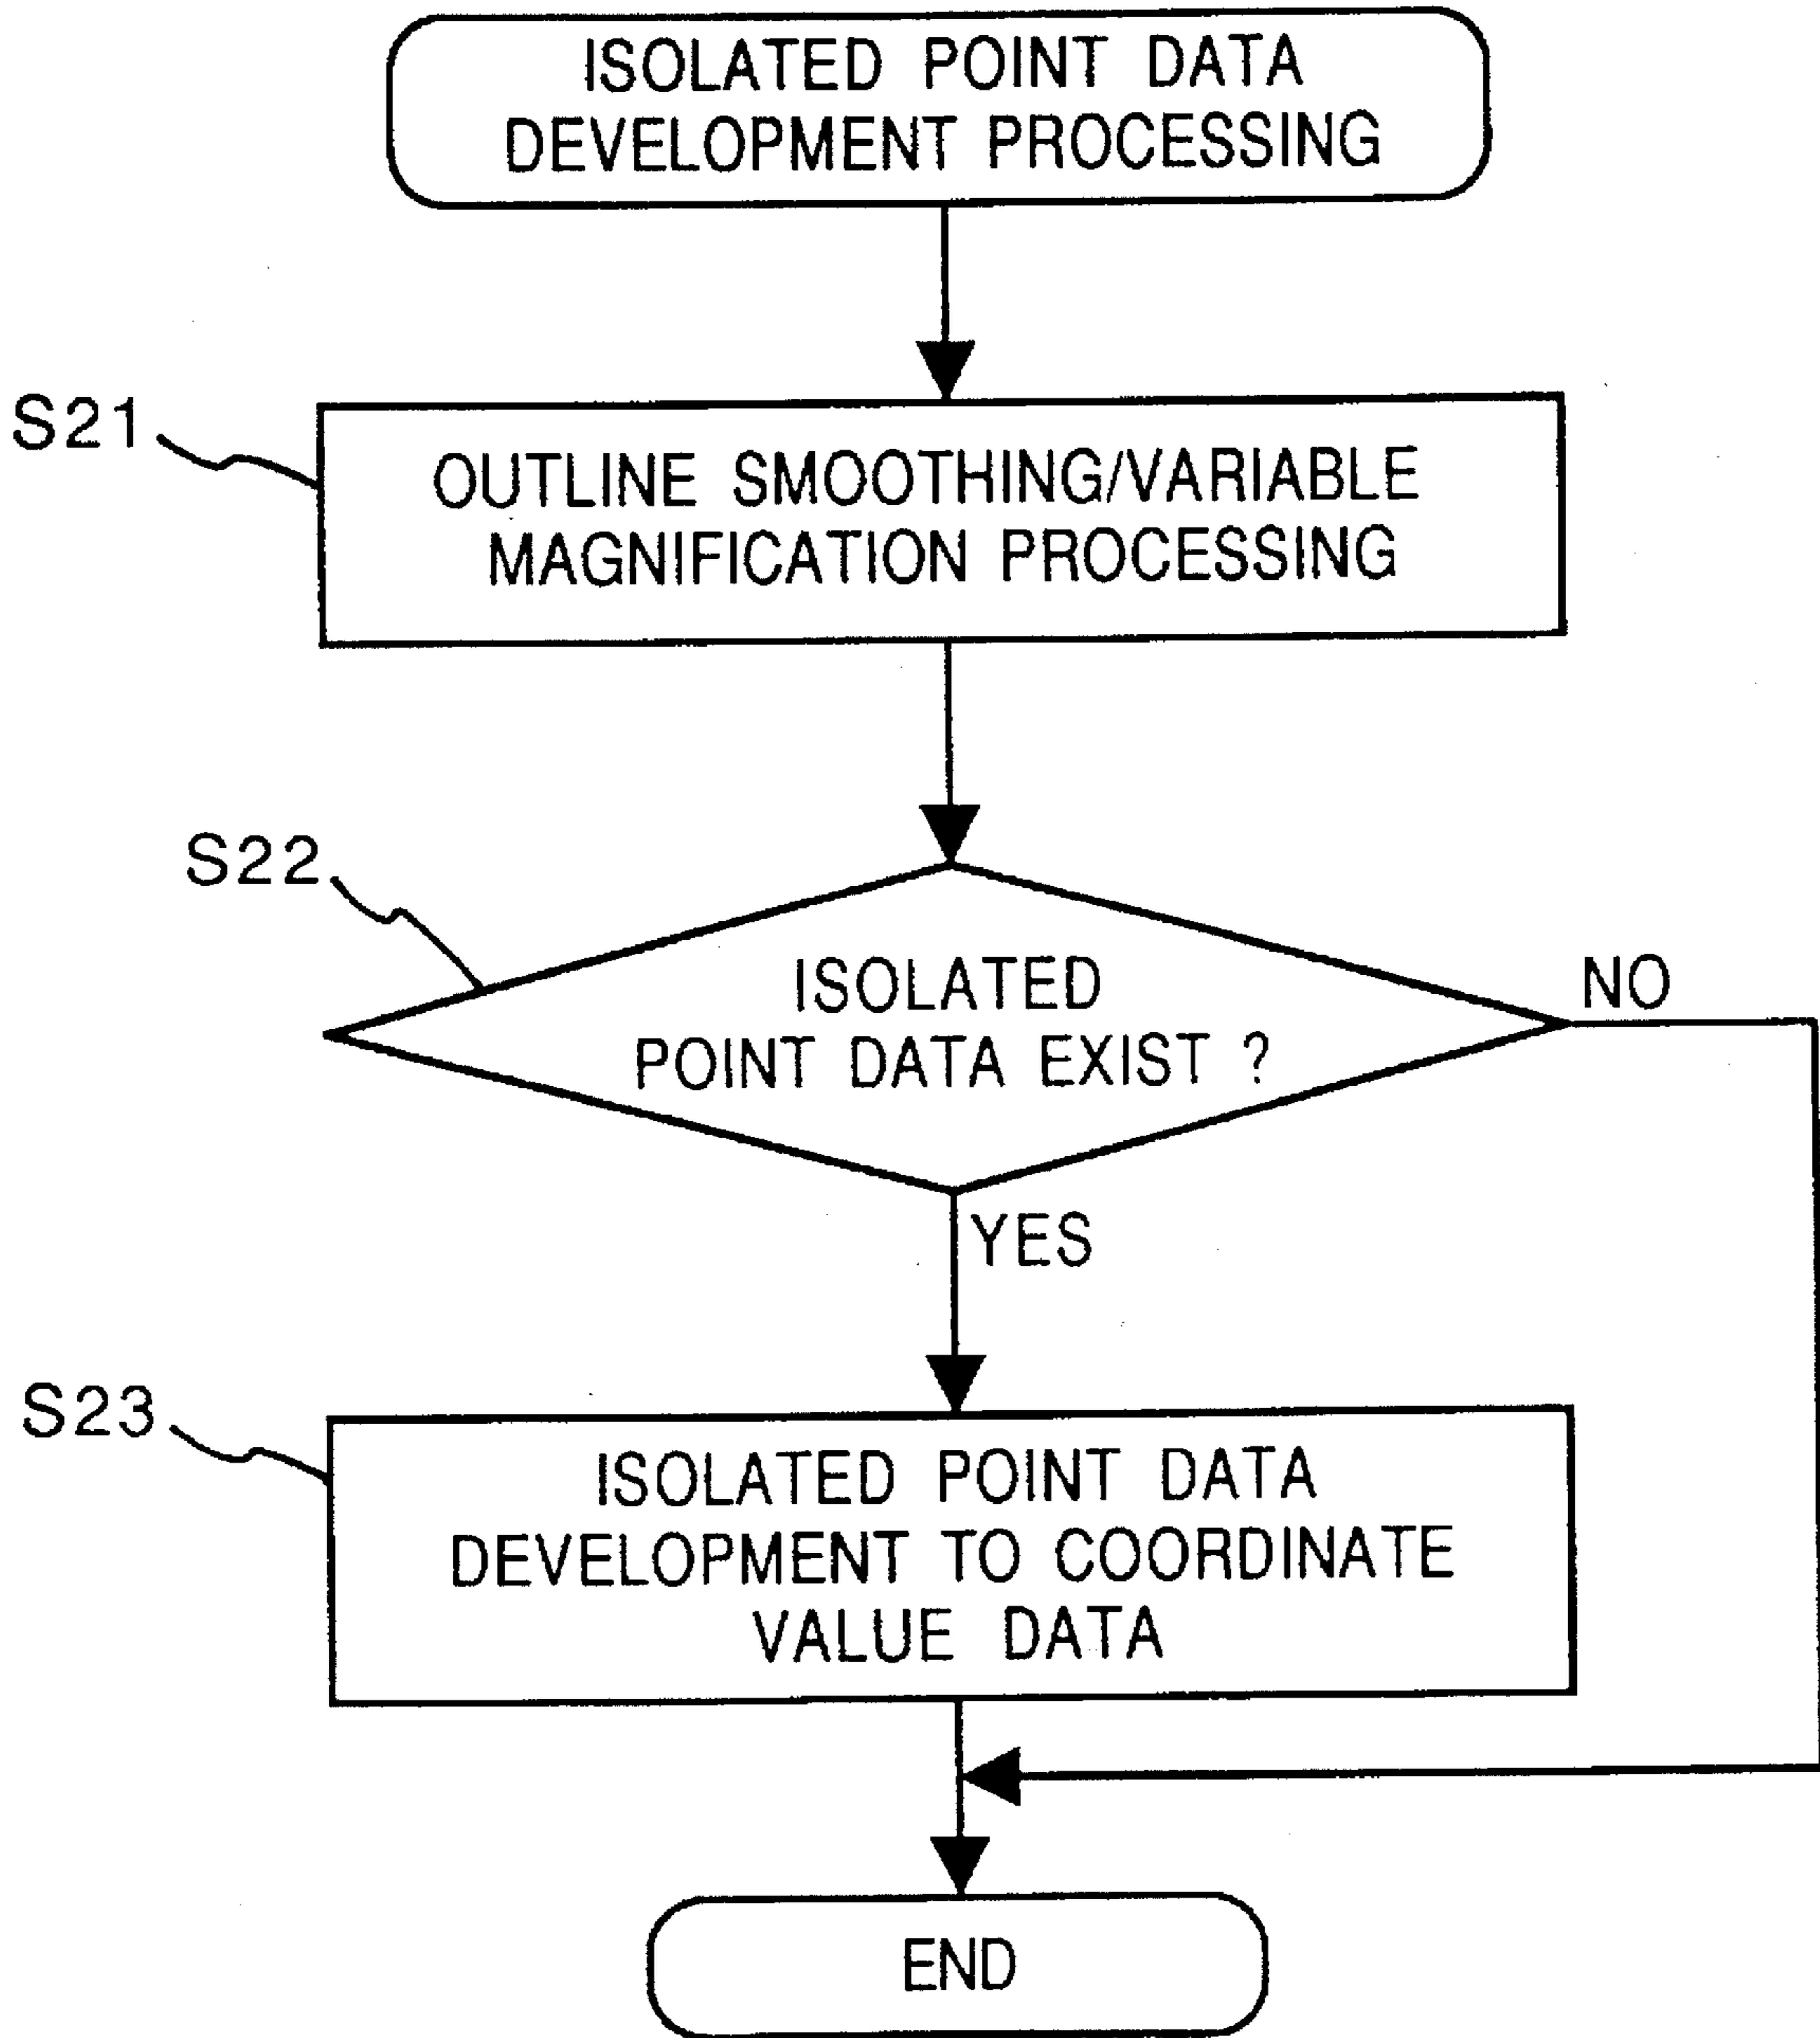 ISOLATED POINT DATA
DEVELOPMENT PROCESSING
S21
OUTLINE SMOOTHING/VARIABLE
MAGNIFICATION PROCESSING
S22
ISOLATED
POINT DATA EXIST ?
NO
YES
S23
ISOLATED POINT DATA
DEVELOPMENT TO COORDINATE
VALUE DATA
END